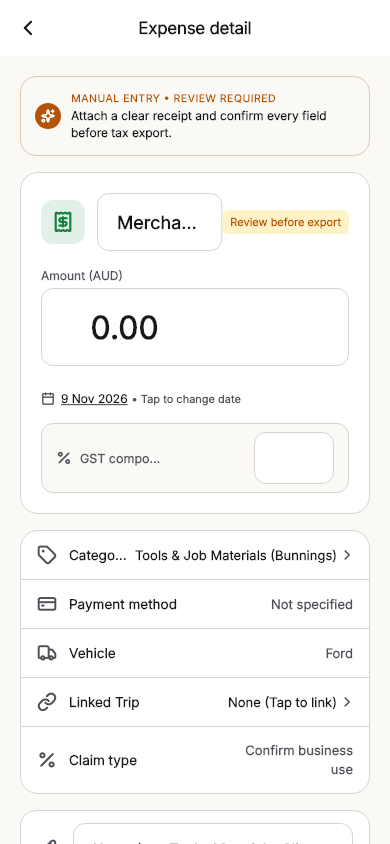 Expense detail
MANUAL ENTRY • REVIEW REQUIRED
Attach a clear receipt and confirm every field
before tax export.
Mercha...
Review before export
Amount (AUD)
0.00
9 Nov 2026 • Tap to change date
% GST compo...
Catego... Tools & Job Materials (Bunnings)
Payment method Not specified
Vehicle Ford
Linked Trip None (Tap to link)
Claim type Confirm business
use